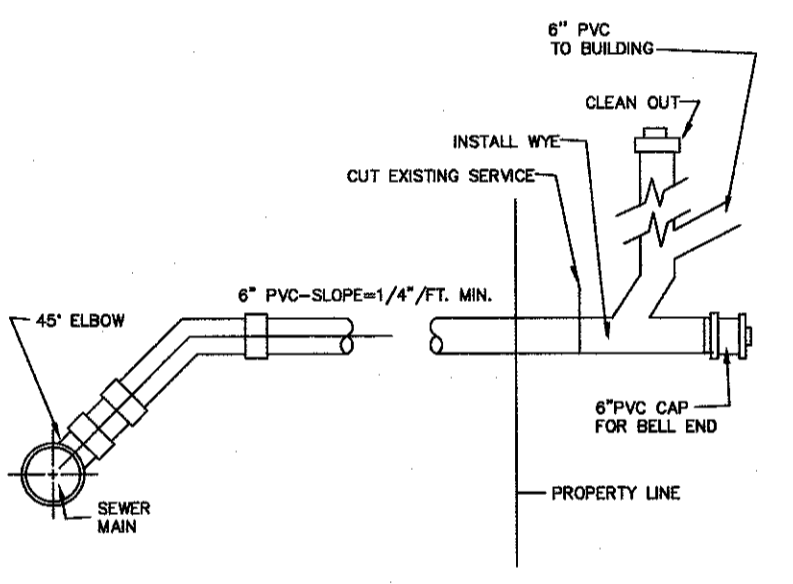 6" PVC
TO BUILDING
CLEAN OUT
INSTALL WYE
CUT EXISTING SERVICE
6" PVC-SLOPE=1/4"/FT. MIN.
45° ELBOW
6"PVC CAP
FOR BELL END
PROPERTY LINE
SEWER
MAIN